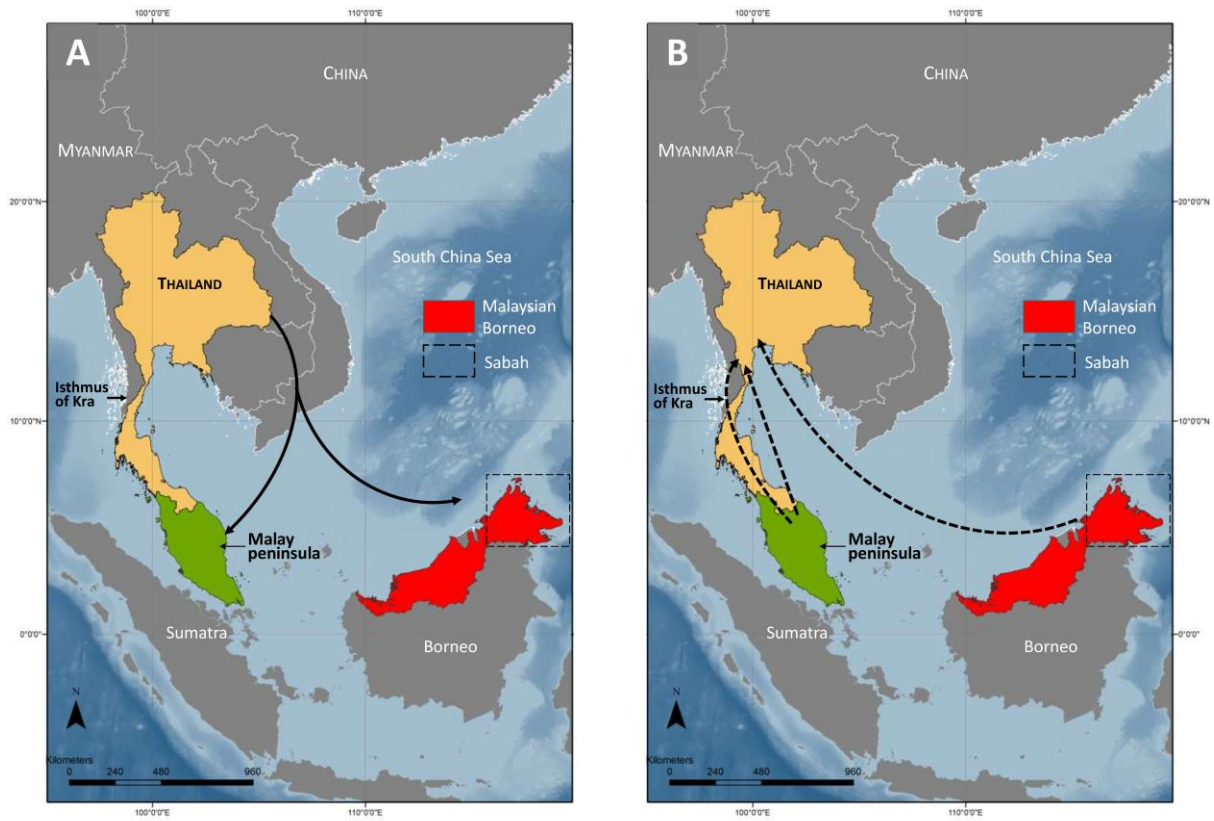 100°0'0"E 110°0'0"E
A
CHINA
MYANMAR
20°0'0"N
South China Sea
THAILAND
Malaysian
Borneo
Sabah
Isthmus
of Kra
10°0'0"N
Malay
peninsula
Sumatra
Borneo
0°0'0"
N
Kilometers
0 240 480 960
100°0'0"E 110°0'0"E
100°0'0"E 110°0'0"E
B
CHINA
MYANMAR
20°0'0"N
South China Sea
THAILAND
Malaysian
Borneo
Sabah
Isthmus
of Kra
10°0'0"N
Malay
peninsula
Sumatra
Borneo
0°0'0"
N
Kilometers
0 240 480 960
100°0'0"E 110°0'0"E